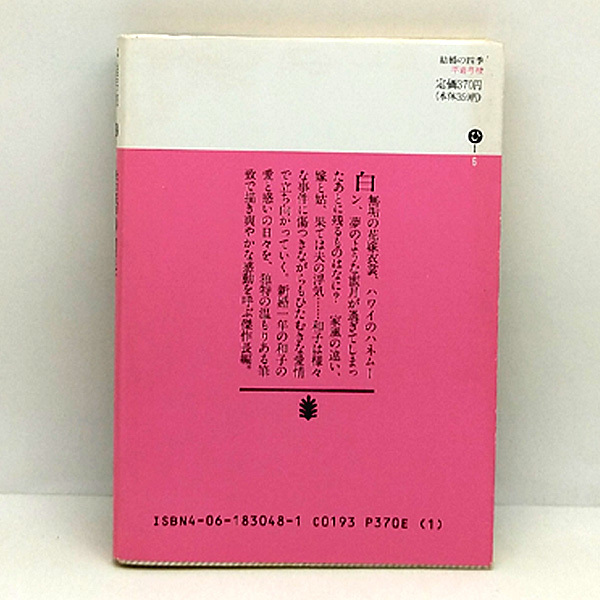 結婚の四季
平岩弓枝
定価370円
(本体359円)
ひ
6
白無垢の花嫁衣裳、ハワイのハネムー
ン、夢のような蜜月が過ぎてしまっ
たあとに残るものはなに? 家風の違い、
嫁と姑、果ては夫の浮気……和子は様々
な事件に傷つきながらもひたむきな愛情
で立ち向かっていく。新婚一年の和子の
愛と惑いの日々を、独特の温もりある筆
致で描き爽やかな感動を呼ぶ傑作長編。
ISBN4-06-183048-1 C0193 P370E (1)